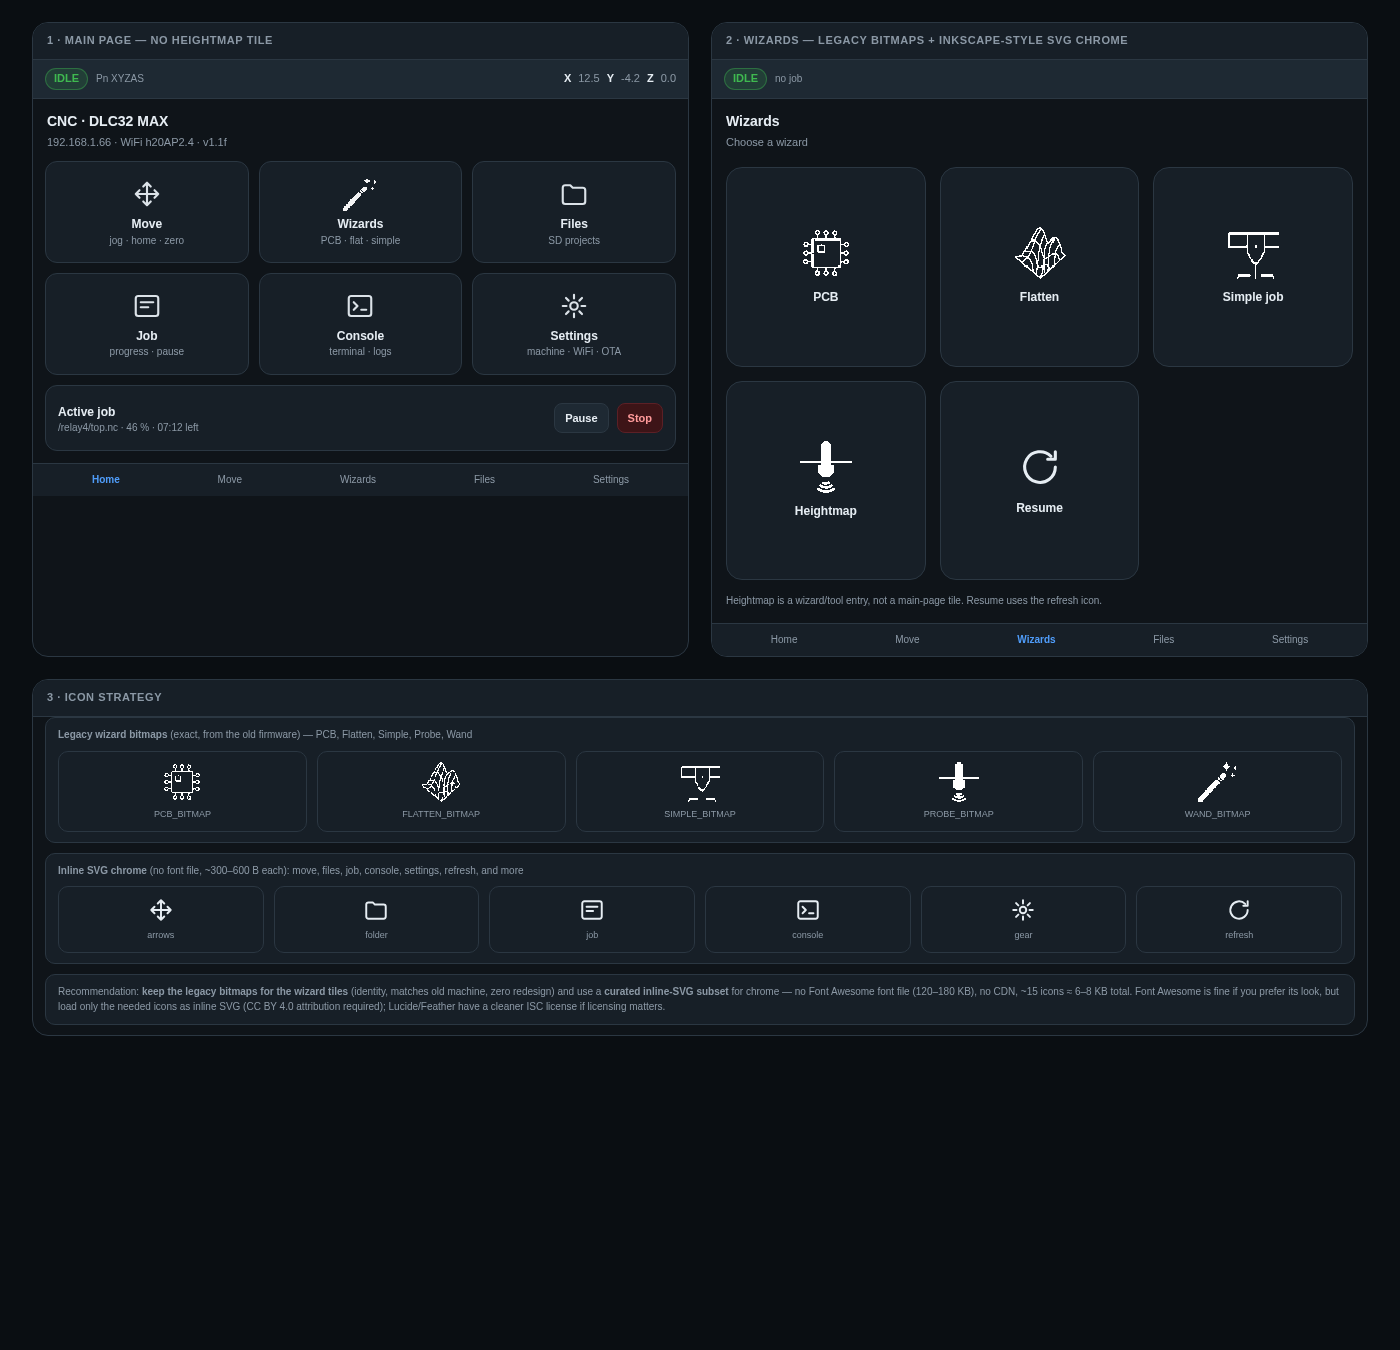 1 · MAIN PAGE — NO HEIGHTMAP TILE
IDLE Pn XYZAS X 12.5 Y -4.2 Z 0.0
CNC · DLC32 MAX
192.168.1.66 · WiFi h20AP2.4 · v1.1f
Move
jog · home · zero
Wizards
PCB · flat · simple
Files
SD projects
Job
progress · pause
Console
terminal · logs
Settings
machine · WiFi · OTA
Active job
/relay4/top.nc · 46 % · 07:12 left
Pause
Stop
Home Move Wizards Files Settings
2 · WIZARDS — LEGACY BITMAPS + INKSCAPE-STYLE SVG CHROME
IDLE no job
Wizards
Choose a wizard
PCB
Flatten
Simple job
Heightmap
Resume
Heightmap is a wizard/tool entry, not a main-page tile. Resume uses the refresh icon.
Home Move Wizards Files Settings
3 · ICON STRATEGY
Legacy wizard bitmaps (exact, from the old firmware) — PCB, Flatten, Simple, Probe, Wand
PCB_BITMAP
FLATTEN_BITMAP
SIMPLE_BITMAP
PROBE_BITMAP
WAND_BITMAP
Inline SVG chrome (no font file, ~300–600 B each): move, files, job, console, settings, refresh, and more
arrows
folder
job
console
gear
refresh
Recommendation: keep the legacy bitmaps for the wizard tiles (identity, matches old machine, zero redesign) and use a curated inline-SVG subset for chrome — no Font Awesome font file (120–180 KB), no CDN, ~15 icons ≈ 6–8 KB total. Font Awesome is fine if you prefer its look, but
load only the needed icons as inline SVG (CC BY 4.0 attribution required); Lucide/Feather have a cleaner ISC license if licensing matters.